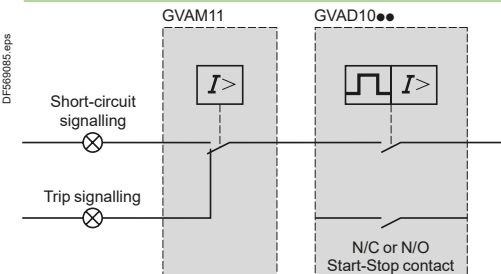 GVAM11
GVAD10●●
DF569085.eps
I>
I>
Short-circuit
signalling
Trip signalling
N/C or N/O
Start-Stop contact